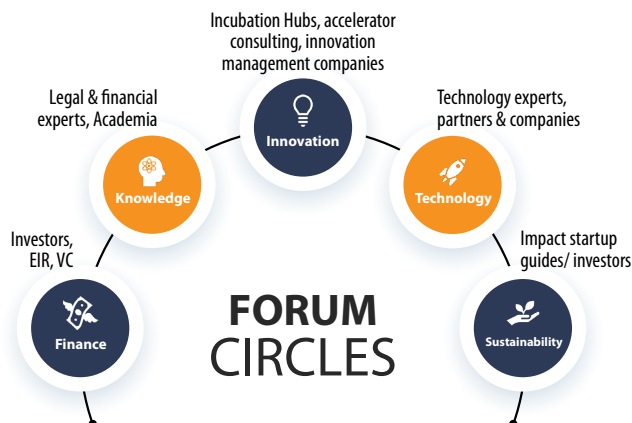 Incubation Hubs, accelerator
consulting, innovation
management companies
Innovation
Legal & financial
experts, Academia
Knowledge
Technology experts,
partners & companies
Technology
Investors,
EIR, VC
Finance
Impact startup
guides/ investors
Sustainability
FORUM
CIRCLES